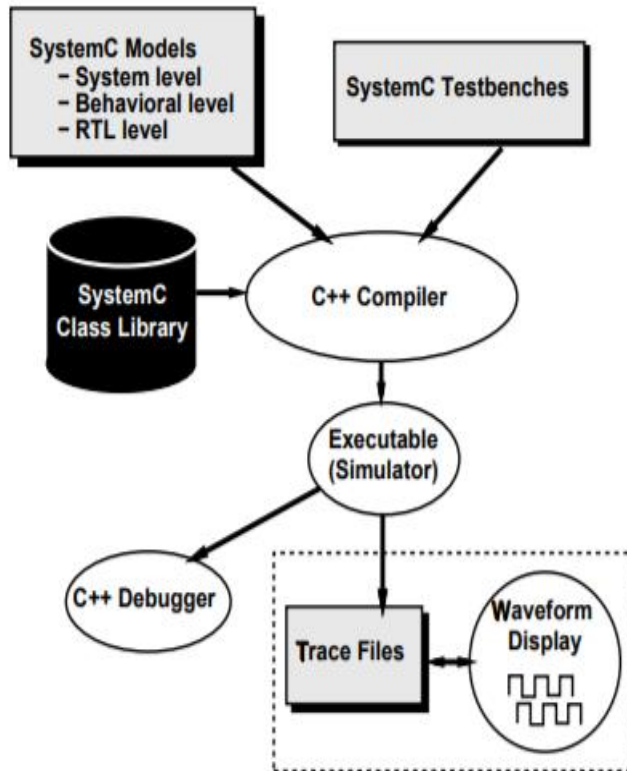 SystemC Models
– System level
– Behavioral level
– RTL level
SystemC Testbenches
SystemC
Class Library
C++ Compiler
Executable
(Simulator)
C++ Debugger
Trace Files
Waveform
Display